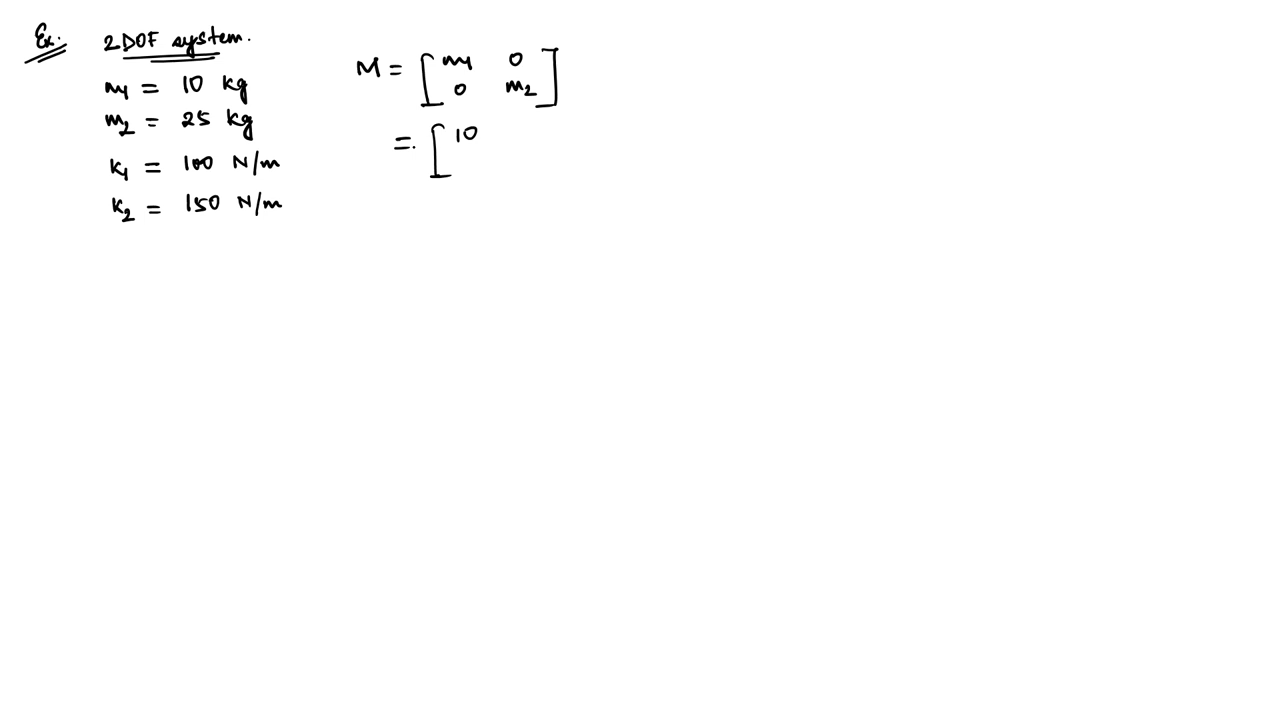 Ex. 2DOF system.
m1 = 10 kg
m2 = 25 kg
k1 = 100 N/m
k2 = 150 N/m
M = [ m1 0
0 m2 ]
= [ 10